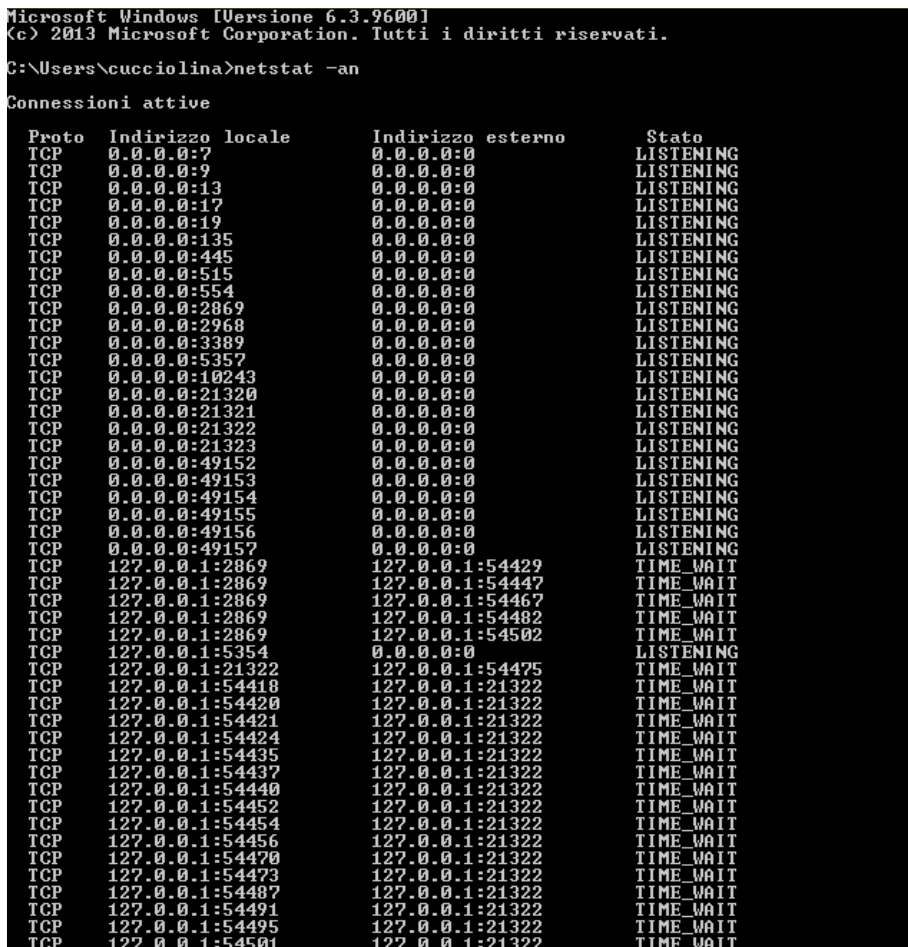 Microsoft Windows [Versione 6.3.9600]
(c) 2013 Microsoft Corporation. Tutti i diritti riservati.
C:\Users\cucciolina>netstat -an
Connessioni attive
Proto Indirizzo locale Indirizzo esterno Stato
TCP 0.0.0.0:7 0.0.0.0:0 LISTENING
TCP 0.0.0.0:9 0.0.0.0:0 LISTENING
TCP 0.0.0.0:13 0.0.0.0:0 LISTENING
TCP 0.0.0.0:17 0.0.0.0:0 LISTENING
TCP 0.0.0.0:19 0.0.0.0:0 LISTENING
TCP 0.0.0.0:135 0.0.0.0:0 LISTENING
TCP 0.0.0.0:445 0.0.0.0:0 LISTENING
TCP 0.0.0.0:515 0.0.0.0:0 LISTENING
TCP 0.0.0.0:554 0.0.0.0:0 LISTENING
TCP 0.0.0.0:2869 0.0.0.0:0 LISTENING
TCP 0.0.0.0:2968 0.0.0.0:0 LISTENING
TCP 0.0.0.0:3389 0.0.0.0:0 LISTENING
TCP 0.0.0.0:5357 0.0.0.0:0 LISTENING
TCP 0.0.0.0:10243 0.0.0.0:0 LISTENING
TCP 0.0.0.0:21320 0.0.0.0:0 LISTENING
TCP 0.0.0.0:21321 0.0.0.0:0 LISTENING
TCP 0.0.0.0:21322 0.0.0.0:0 LISTENING
TCP 0.0.0.0:21323 0.0.0.0:0 LISTENING
TCP 0.0.0.0:49152 0.0.0.0:0 LISTENING
TCP 0.0.0.0:49153 0.0.0.0:0 LISTENING
TCP 0.0.0.0:49154 0.0.0.0:0 LISTENING
TCP 0.0.0.0:49155 0.0.0.0:0 LISTENING
TCP 0.0.0.0:49156 0.0.0.0:0 LISTENING
TCP 0.0.0.0:49157 0.0.0.0:0 LISTENING
TCP 127.0.0.1:2869 127.0.0.1:54429 TIME_WAIT
TCP 127.0.0.1:2869 127.0.0.1:54447 TIME_WAIT
TCP 127.0.0.1:2869 127.0.0.1:54467 TIME_WAIT
TCP 127.0.0.1:2869 127.0.0.1:54482 TIME_WAIT
TCP 127.0.0.1:2869 127.0.0.1:54502 TIME_WAIT
TCP 127.0.0.1:5354 0.0.0.0:0 LISTENING
TCP 127.0.0.1:21322 127.0.0.1:54475 TIME_WAIT
TCP 127.0.0.1:54418 127.0.0.1:21322 TIME_WAIT
TCP 127.0.0.1:54420 127.0.0.1:21322 TIME_WAIT
TCP 127.0.0.1:54421 127.0.0.1:21322 TIME_WAIT
TCP 127.0.0.1:54424 127.0.0.1:21322 TIME_WAIT
TCP 127.0.0.1:54435 127.0.0.1:21322 TIME_WAIT
TCP 127.0.0.1:54437 127.0.0.1:21322 TIME_WAIT
TCP 127.0.0.1:54440 127.0.0.1:21322 TIME_WAIT
TCP 127.0.0.1:54452 127.0.0.1:21322 TIME_WAIT
TCP 127.0.0.1:54454 127.0.0.1:21322 TIME_WAIT
TCP 127.0.0.1:54456 127.0.0.1:21322 TIME_WAIT
TCP 127.0.0.1:54470 127.0.0.1:21322 TIME_WAIT
TCP 127.0.0.1:54473 127.0.0.1:21322 TIME_WAIT
TCP 127.0.0.1:54487 127.0.0.1:21322 TIME_WAIT
TCP 127.0.0.1:54491 127.0.0.1:21322 TIME_WAIT
TCP 127.0.0.1:54495 127.0.0.1:21322 TIME_WAIT
TCP 127.0.0.1:54501 127.0.0.1:21322 TIME_WAIT